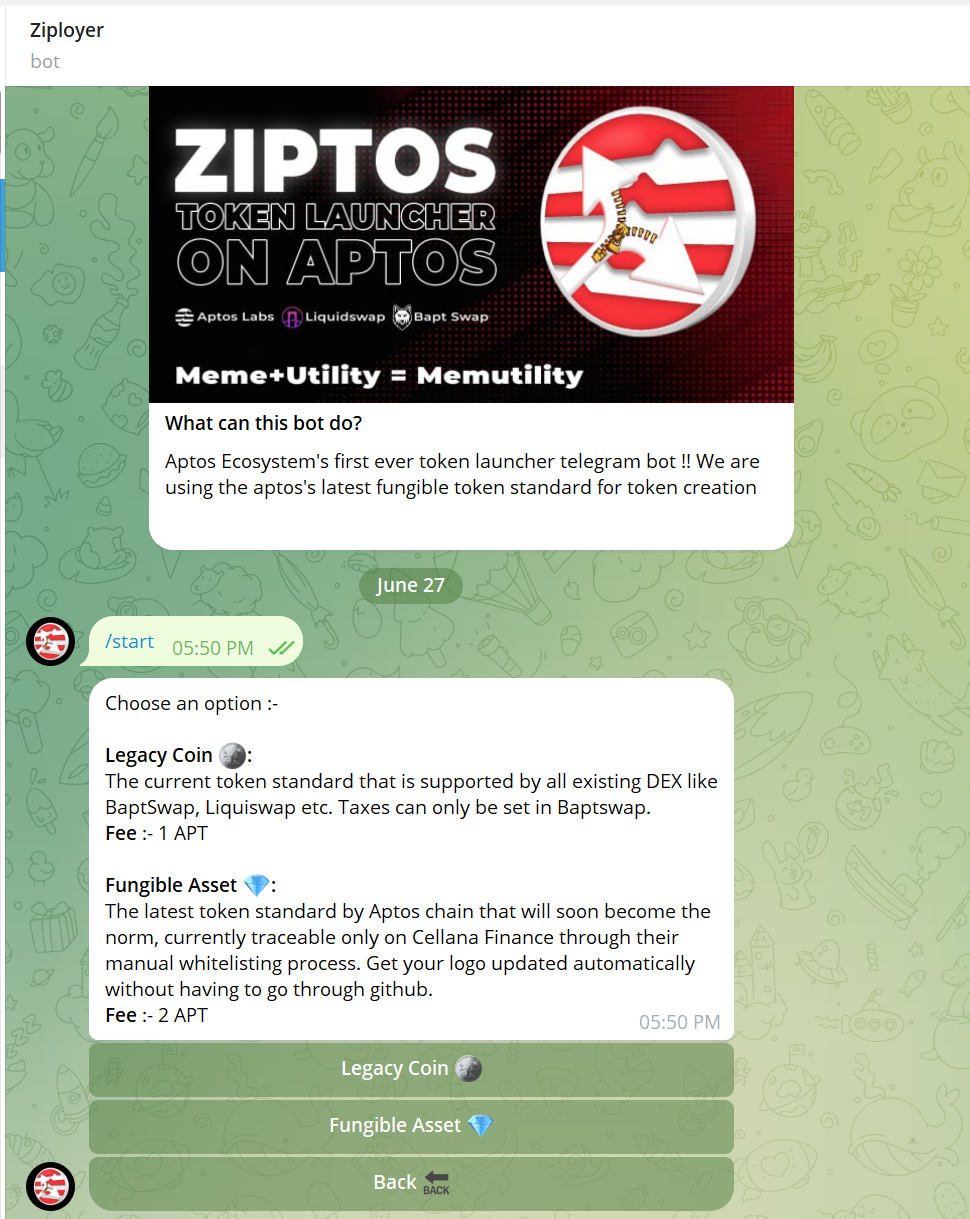 Ziployer
bot
ZIPTOS
TOKEN LAUNCHER
ON APTOS
Aptos Labs Liquidswap Bapt Swap
Meme+Utility = Memutility
What can this bot do?
Aptos Ecosystem's first ever token launcher telegram bot !! We are
using the aptos's latest fungible token standard for token creation
June 27
/start 05:50 PM
Choose an option :-
Legacy Coin 🌑:
The current token standard that is supported by all existing DEX like
BaptSwap, Liquiswap etc. Taxes can only be set in Baptswap.
Fee :- 1 APT
Fungible Asset 💎:
The latest token standard by Aptos chain that will soon become the
norm, currently traceable only on Cellana Finance through their
manual whitelisting process. Get your logo updated automatically
without having to go through github.
Fee :- 2 APT
05:50 PM
Legacy Coin 🌑
Fungible Asset 💎
Back 🔙